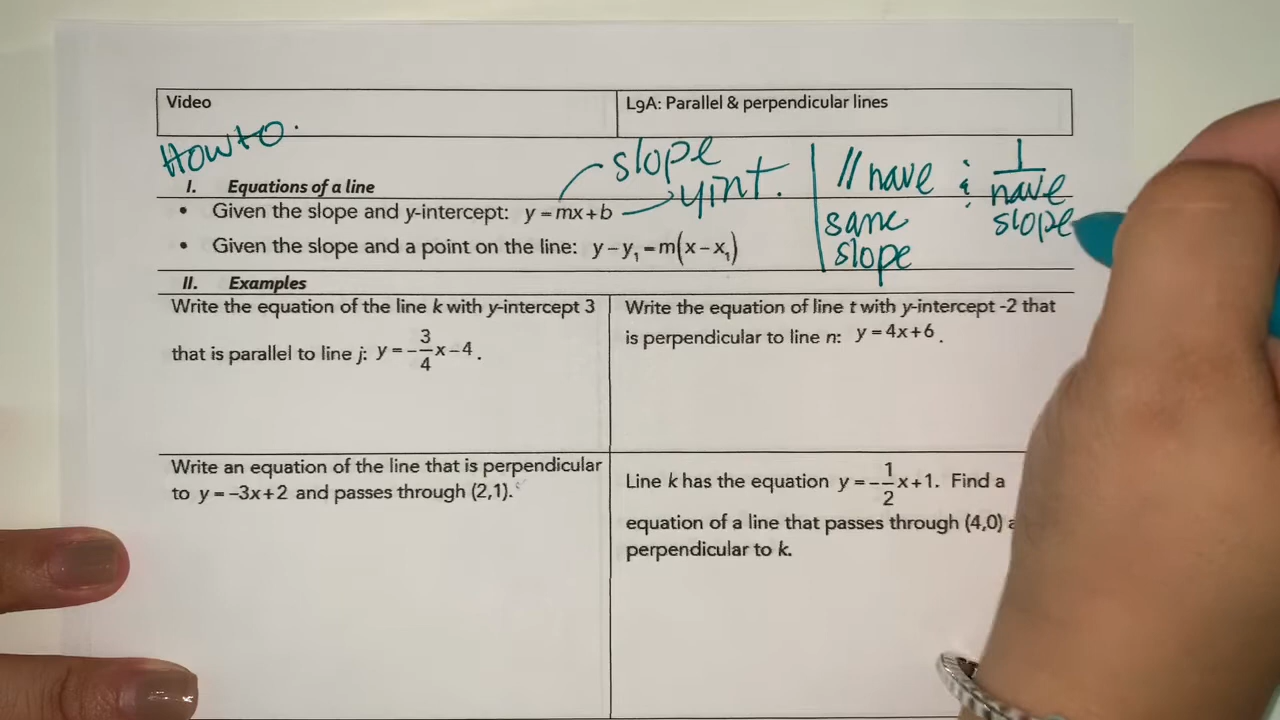 Video
L9A: Parallel & perpendicular lines
How to.
slope
yint.
// have
same
slope
&
⊥
have
slope
I. Equations of a line
• Given the slope and y-intercept: y = mx + b
• Given the slope and a point on the line: y − y₁ = m(x − x₁)
II. Examples
Write the equation of the line k with y-intercept 3
that is parallel to line j: y = −3/4x − 4.
Write the equation of line t with y-intercept -2 that
is perpendicular to line n: y = 4x + 6.
Write an equation of the line that is perpendicular
to y = −3x + 2 and passes through (2,1).
Line k has the equation y = −1/2x + 1. Find a
equation of a line that passes through (4,0)
perpendicular to k.